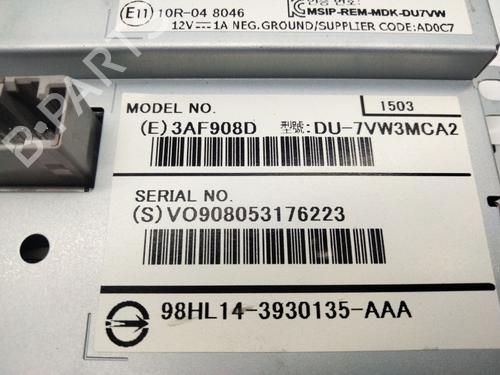 E11 10R-04 8046
MSIP-REM-MDK-DU7VW
12V⎓1A NEG.GROUND/SUPPLIER CODE:AD0C7
MODEL NO. 1503
(E)3AF908D 型號:DU-7VW3MCA2
SERIAL NO.
(S)VO908053176223
98HL14-3930135-AAA